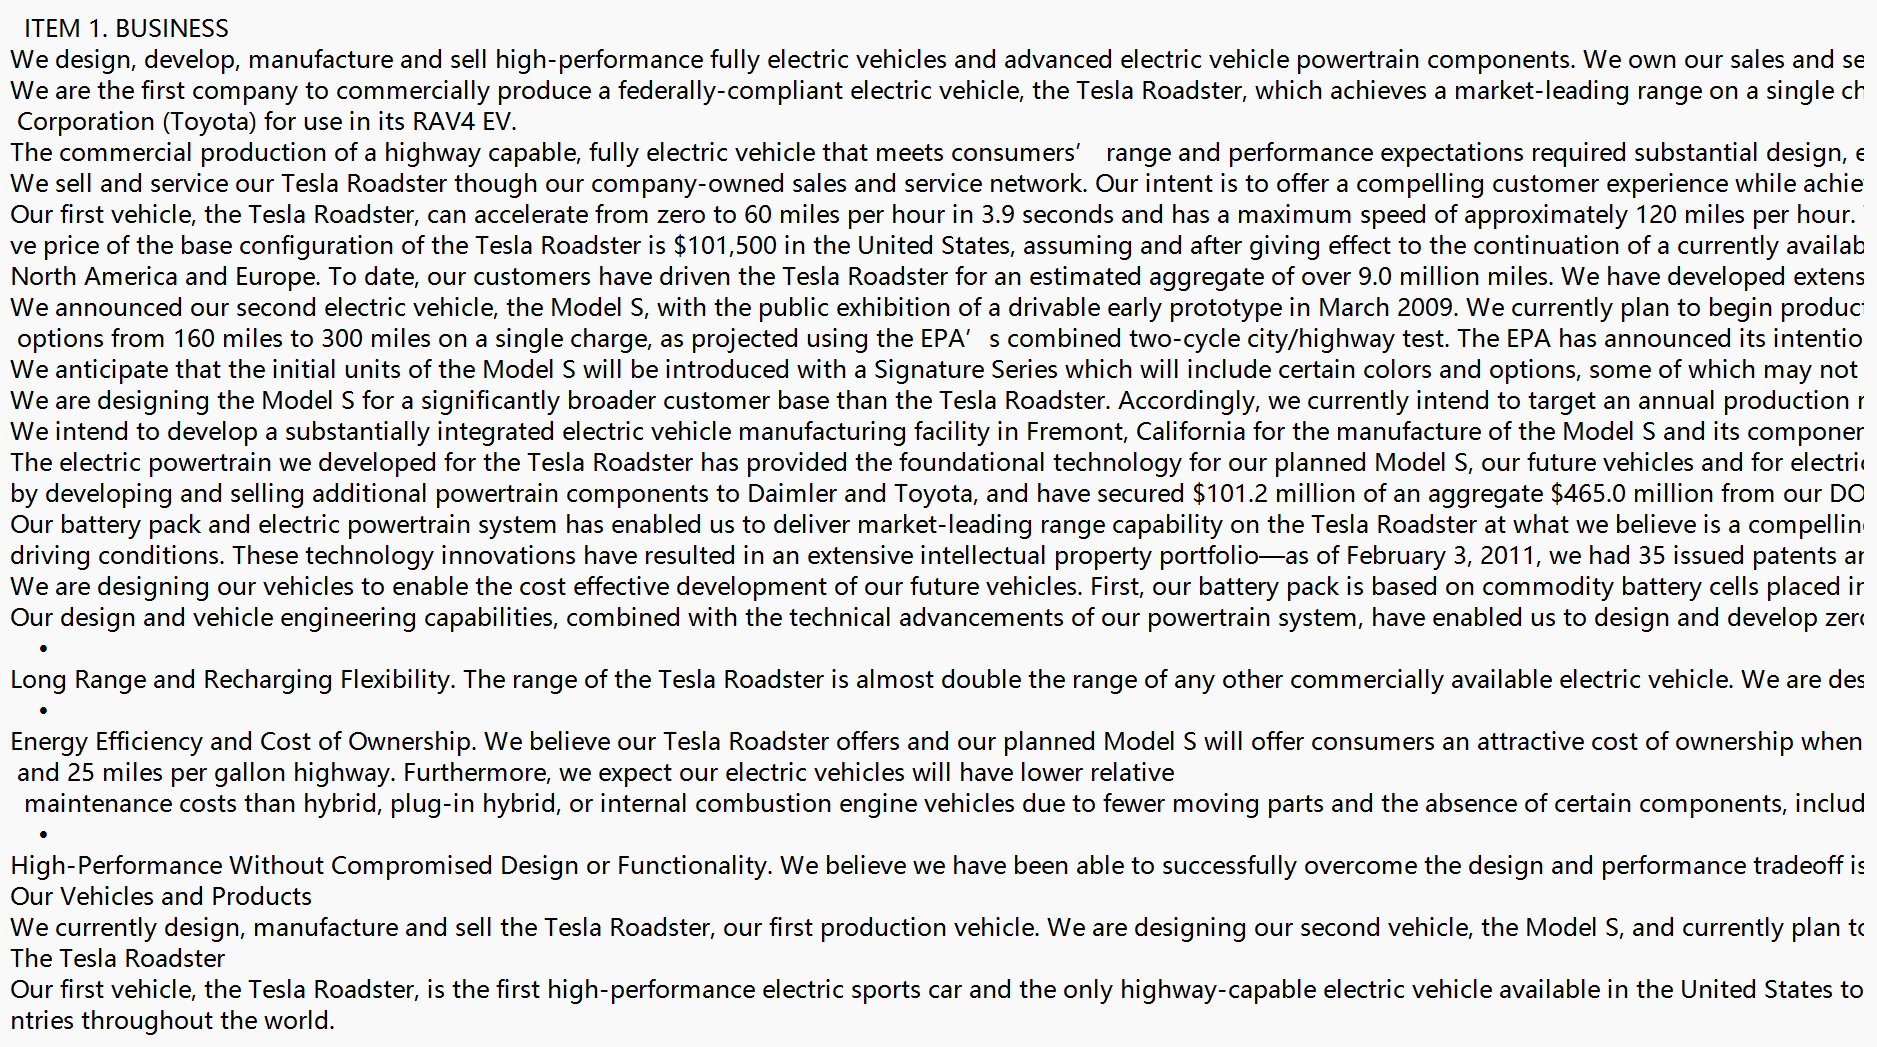 ITEM 1. BUSINESS
We design, develop, manufacture and sell high-performance fully electric vehicles and advanced electric vehicle powertrain components. We own our sales and se
We are the first company to commercially produce a federally-compliant electric vehicle, the Tesla Roadster, which achieves a market-leading range on a single ch
Corporation (Toyota) for use in its RAV4 EV.
The commercial production of a highway capable, fully electric vehicle that meets consumers’ range and performance expectations required substantial design, e
We sell and service our Tesla Roadster though our company-owned sales and service network. Our intent is to offer a compelling customer experience while achie
Our first vehicle, the Tesla Roadster, can accelerate from zero to 60 miles per hour in 3.9 seconds and has a maximum speed of approximately 120 miles per hour.
ve price of the base configuration of the Tesla Roadster is $101,500 in the United States, assuming and after giving effect to the continuation of a currently availab
North America and Europe. To date, our customers have driven the Tesla Roadster for an estimated aggregate of over 9.0 million miles. We have developed extens
We announced our second electric vehicle, the Model S, with the public exhibition of a drivable early prototype in March 2009. We currently plan to begin produc
options from 160 miles to 300 miles on a single charge, as projected using the EPA’ s combined two-cycle city/highway test. The EPA has announced its intentio
We anticipate that the initial units of the Model S will be introduced with a Signature Series which will include certain colors and options, some of which may not
We are designing the Model S for a significantly broader customer base than the Tesla Roadster. Accordingly, we currently intend to target an annual production r
We intend to develop a substantially integrated electric vehicle manufacturing facility in Fremont, California for the manufacture of the Model S and its componen
The electric powertrain we developed for the Tesla Roadster has provided the foundational technology for our planned Model S, our future vehicles and for electric
by developing and selling additional powertrain components to Daimler and Toyota, and have secured $101.2 million of an aggregate $465.0 million from our DO
Our battery pack and electric powertrain system has enabled us to deliver market-leading range capability on the Tesla Roadster at what we believe is a compellin
driving conditions. These technology innovations have resulted in an extensive intellectual property portfolio—as of February 3, 2011, we had 35 issued patents an
We are designing our vehicles to enable the cost effective development of our future vehicles. First, our battery pack is based on commodity battery cells placed in
Our design and vehicle engineering capabilities, combined with the technical advancements of our powertrain system, have enabled us to design and develop zero
•
Long Range and Recharging Flexibility. The range of the Tesla Roadster is almost double the range of any other commercially available electric vehicle. We are des
•
Energy Efficiency and Cost of Ownership. We believe our Tesla Roadster offers and our planned Model S will offer consumers an attractive cost of ownership when
and 25 miles per gallon highway. Furthermore, we expect our electric vehicles will have lower relative
maintenance costs than hybrid, plug-in hybrid, or internal combustion engine vehicles due to fewer moving parts and the absence of certain components, includ
•
High-Performance Without Compromised Design or Functionality. We believe we have been able to successfully overcome the design and performance tradeoff is
Our Vehicles and Products
We currently design, manufacture and sell the Tesla Roadster, our first production vehicle. We are designing our second vehicle, the Model S, and currently plan to
The Tesla Roadster
Our first vehicle, the Tesla Roadster, is the first high-performance electric sports car and the only highway-capable electric vehicle available in the United States to
ntries throughout the world.